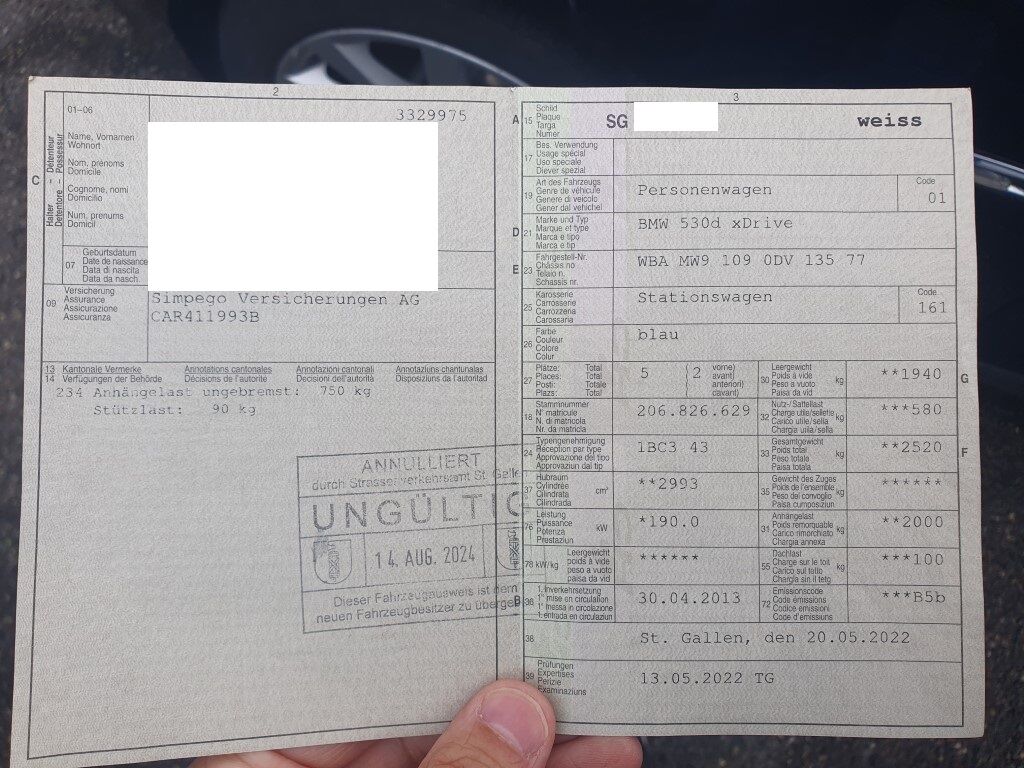 2
01-06
3329975
C
Halter - Détenteur
Detentore - Possessur
Name, Vornamen
Wohnort
Nom, prénoms
Domicile
Cognome, nomi
Domicilio
Num, prenums
Domicil
07
Geburtsdatum
Date de naissance
Data di nascita
Data da nasch.
09
Versicherung
Assurance
Assicurazione
Assicuranza
Simpego Versicherungen AG
CAR411993B
13 Kantonale Vermerke Annotations cantonales Annotazioni cantonali Annotaziuns chantunalas
14 Verfügungen der Behörde Décisions de l'autorité Decisioni dell'autorità Disposiziuns da l'autoritad
234 Anhängelast ungebremst: 750 kg
Stützlast: 90 kg
ANNULLIERT
durch Strassenverkehrsamt St. Gallen
UNGÜLTIG
14. AUG. 2024
Dieser Fahrzeugausweis ist dem
neuen Fahrzeugbesitzer zu übergeben
3
A 15
Schild
Plaque
Targa
Numer
SG
weiss
17
Bes. Verwendung
Usage spécial
Uso speciale
Diever spezial
19
Art des Fahrzeugs
Genre de véhicule
Genere di veicolo
Gener dal vehichel
Personenwagen
Code
01
D 21
Marke und Typ
Marque et type
Marca e tipo
Marca e tip
BMW 530d xDrive
E 23
Fahrgestell-Nr.
Châssis no
Telaio n.
Schassis nr.
WBA MW9 109 0DV 135 77
25
Karosserie
Carrosserie
Carrozzeria
Carossaria
Stationswagen
Code
161
26
Farbe
Couleur
Colore
Colur
blau
27
Plätze: Total
Places: Total
Posti: Totale
Plazs: Total
5 (2 vorne)
avant)
anteriori)
davant)
30
Leergewicht
Poids à vide
Peso a vuoto
Paisa da vid
kg
**1940
G
18
Stammnummer
N° matricule
N. di matricola
Nr. da matricla
206.826.629
32
Nutz-/Sattellast
Charge utile/sellette
Carico utile/sella
Chargia utila/sella
kg
***580
24
Typengenehmigung
Réception par type
Approvazione del tipo
Approvaziun dal tip
1BC3 43
33
Gesamtgewicht
Poids total
Peso totale
Paisa totala
kg
**2520
F
37
Hubraum
Cylindrée
Cilindrata
Cilindrada
cm³
**2993
35
Gewicht des Zuges
Poids de l'ensemble
Peso del convoglio
Paisa cumposiziun
kg
******
76
Leistung
Puissance
Potenza
Prestaziun
kW
*190.0
31
Anhängelast
Poids remorquable
Carico rimorchiato
Chargia annexa
kg
**2000
78 kW/kg
Leergewicht
poids à vide
peso a vuoto
paisa da vid
******
55
Dachlast
Charge sur le toit
Carico sul tetto
Chargia sin il tetg
kg
***100
B 36
1. Inverkehrsetzung
1re mise en circulation
1a messa in circolazione
1. entrada en circulaziun
30.04.2013
72
Emissionscode
Code émissions
Codice emissioni
Code d'emissiuns
***B5b
38
St. Gallen, den 20.05.2022
39
Prüfungen
Expertises
Perizie
Examinaziuns
13.05.2022 TG